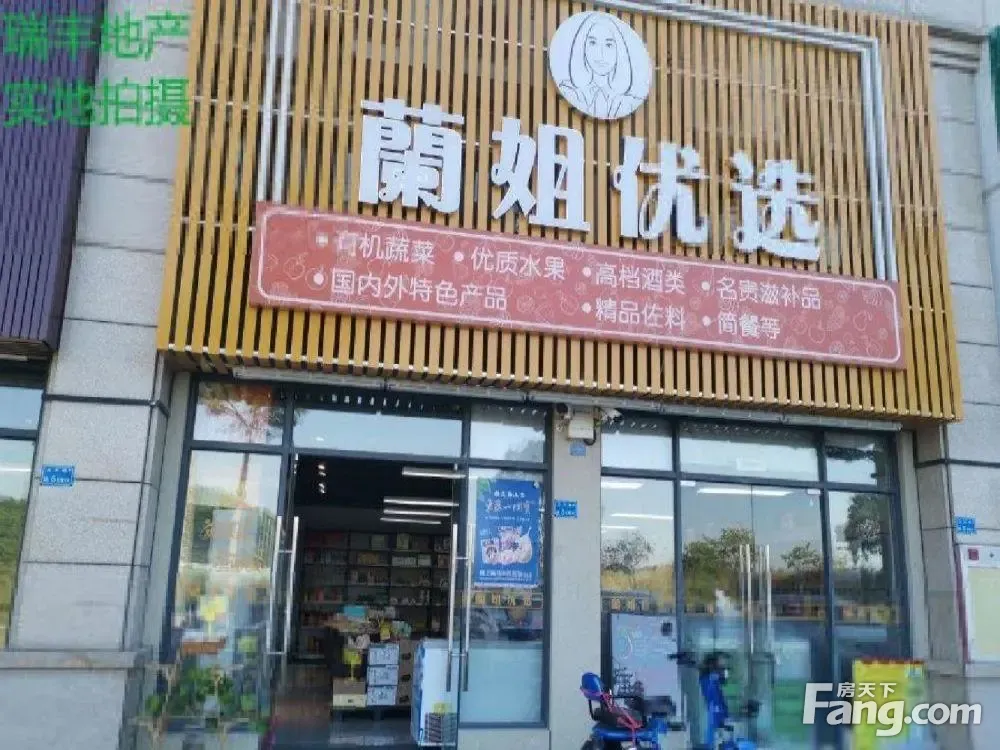 瑞丰地产
实地拍摄
蘭姐优选
•有机蔬菜 •优质水果 •高档酒类 •名贵滋补品
•国内外特色产品 •精品佐料 •简餐等
房天下
Fang.com